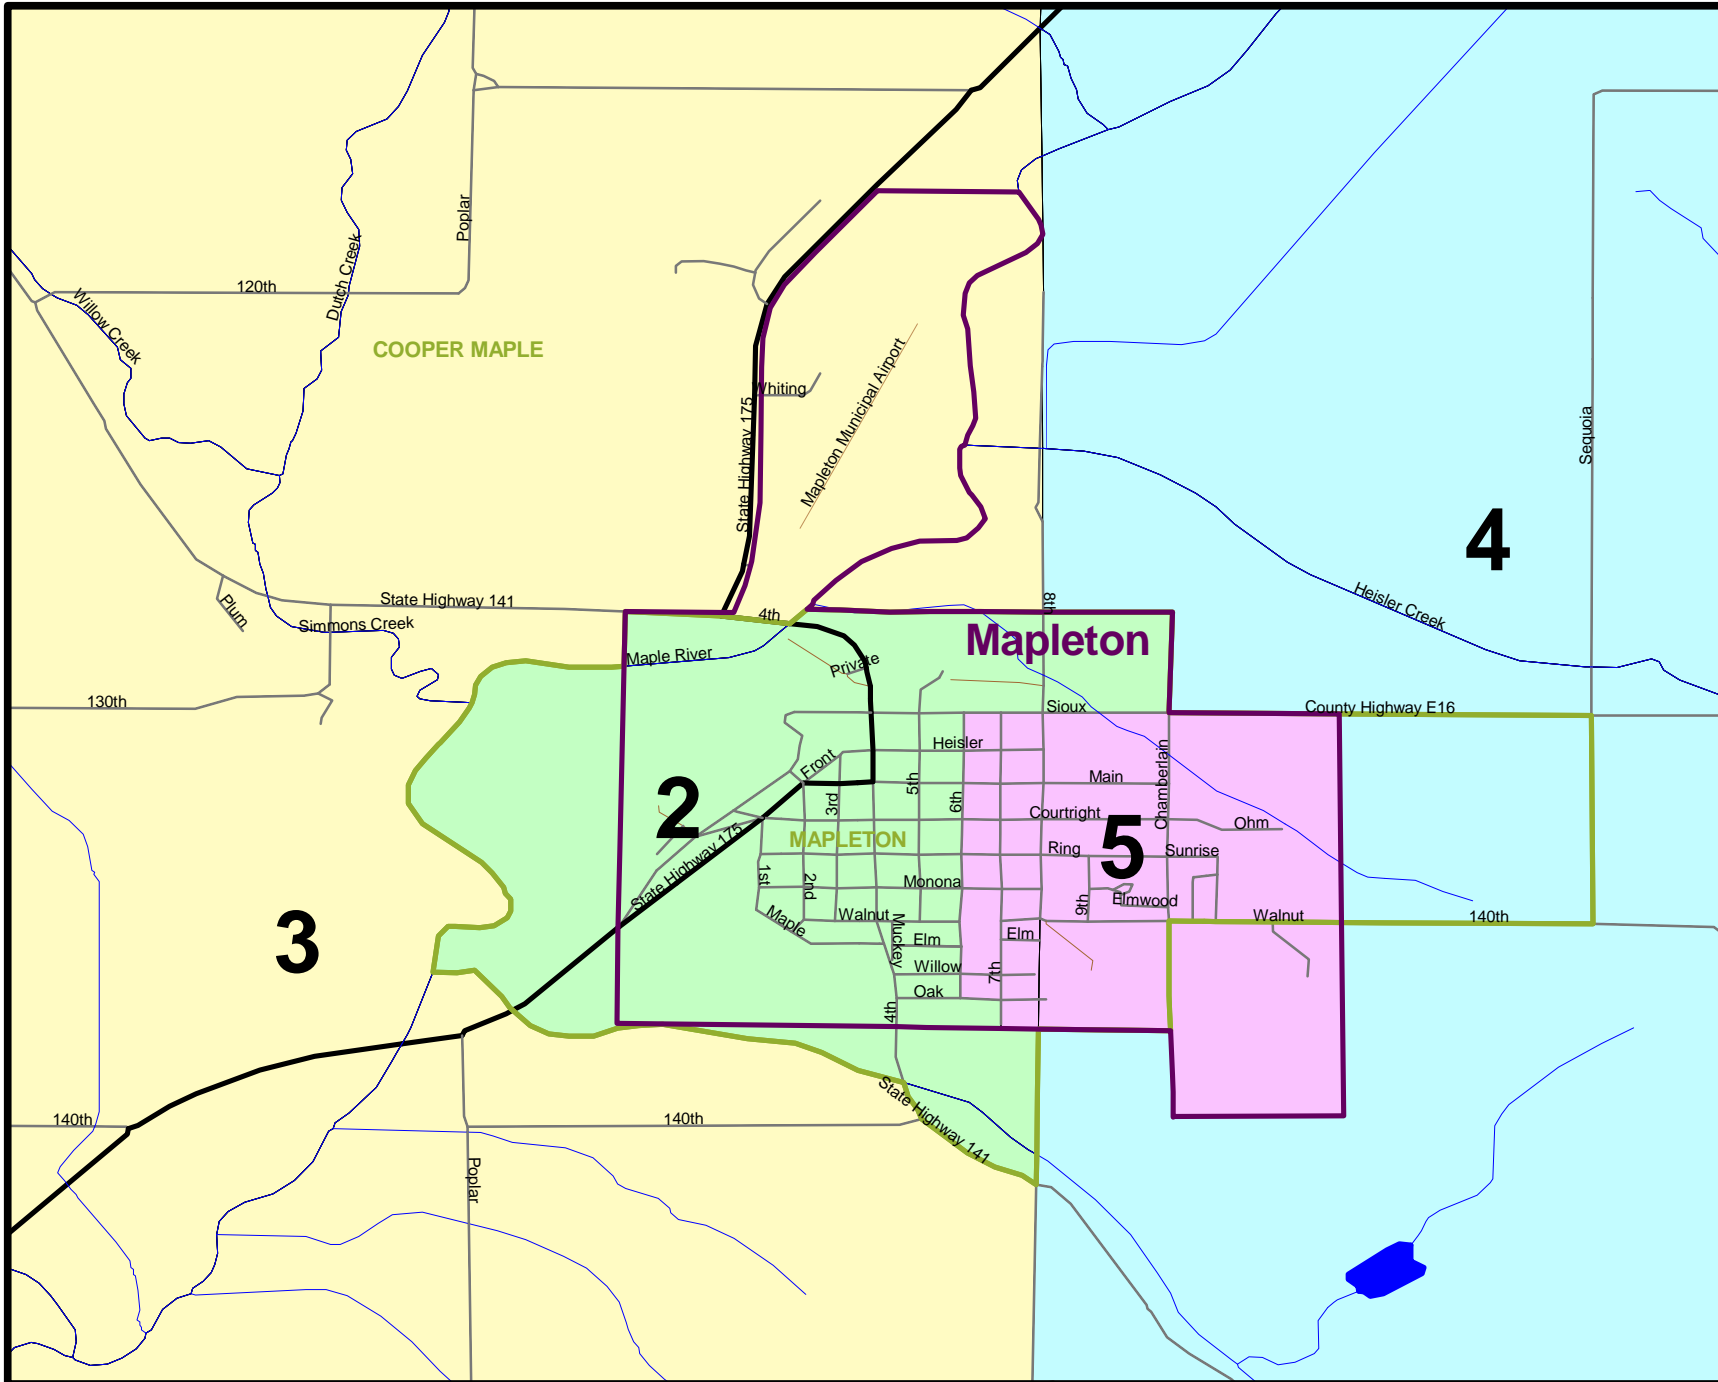 Poplar
120th
Dutch Creek
Willow Creek
COOPER MAPLE
Whiting
Mapleton Municipal Airport
State Highway 175
Sequoia
4
Plum
State Highway 141
Simmons Creek
4th
8th
Heisler Creek
Mapleton
Maple River
Private
130th
Sioux
County Highway E16
Heisler
Front
Main
Chamberlain
5th
6th
3rd
2
Courtright
Ohm
MAPLETON
5
Ring
Sunrise
State Highway 175
1st
2nd
Monona
9th
Elmwood
Maple
Walnut
Muckey
Walnut
140th
3
Elm
Elm
Willow
7th
Oak
4th
State Highway 141
140th
140th
Poplar